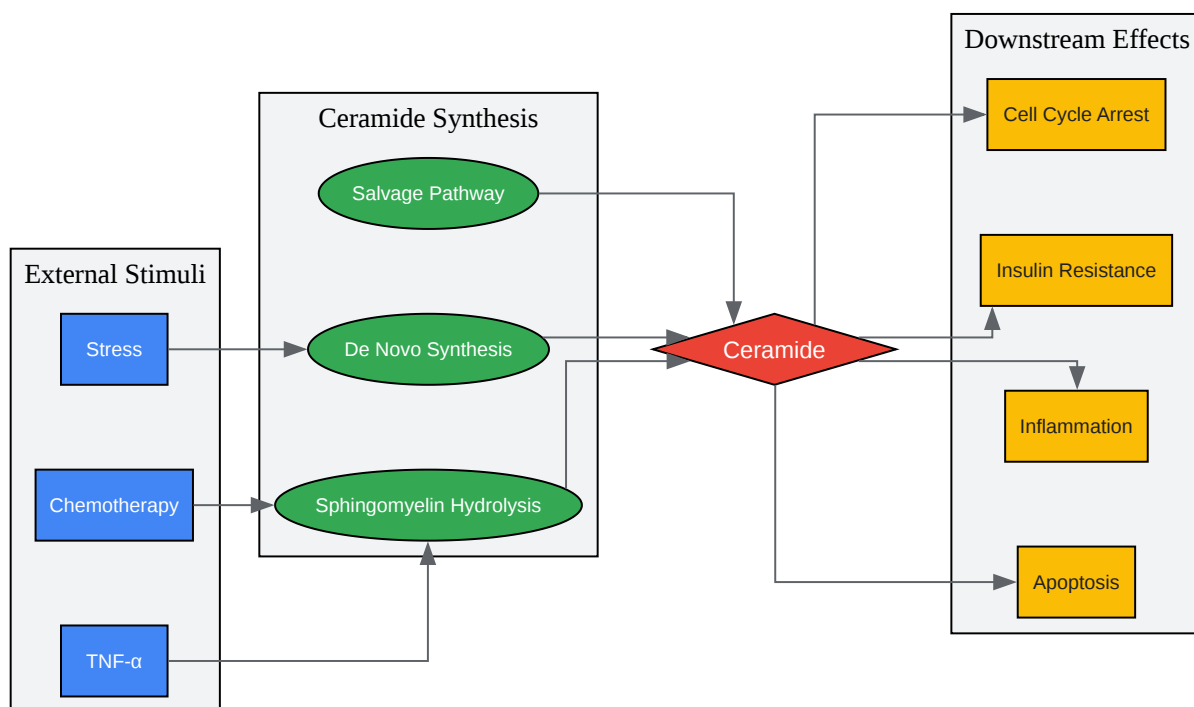 External Stimuli
Stress
Chemotherapy
TNF-α
Ceramide Synthesis
Salvage Pathway
De Novo Synthesis
Sphingomyelin Hydrolysis
Ceramide
Downstream Effects
Cell Cycle Arrest
Insulin Resistance
Inflammation
Apoptosis